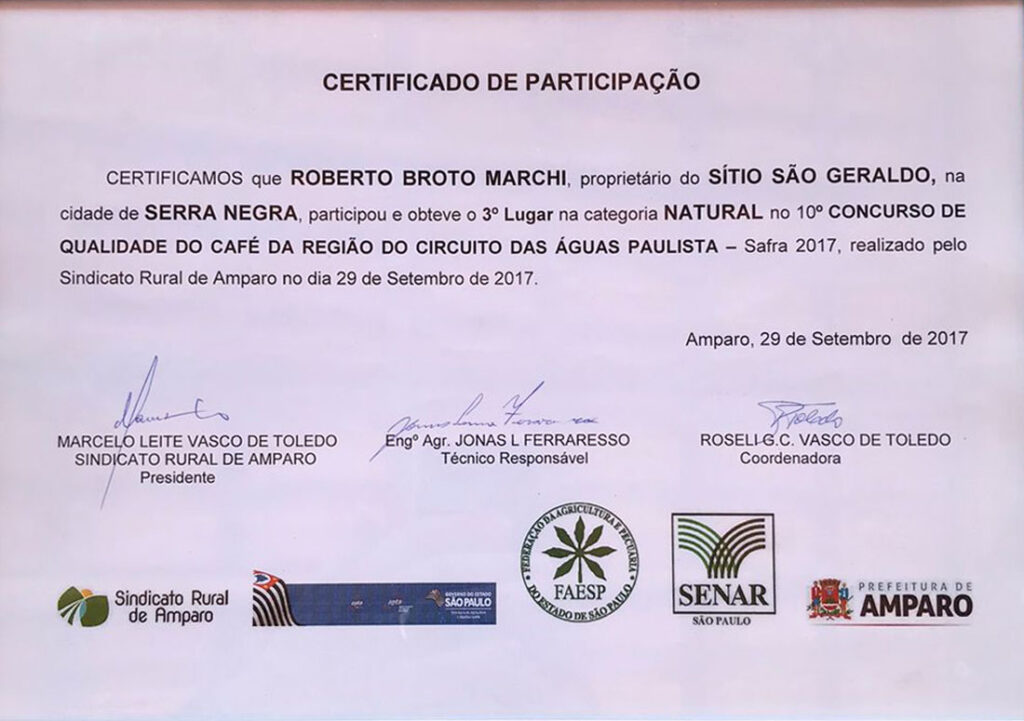 CERTIFICADO DE PARTICIPAÇÃO
CERTIFICAMOS que ROBERTO BROTO MARCHI, proprietário do SÍTIO SÃO GERALDO, na
cidade de SERRA NEGRA, participou e obteve o 3º Lugar na categoria NATURAL no 10º CONCURSO DE
QUALIDADE DO CAFÉ DA REGIÃO DO CIRCUITO DAS ÁGUAS PAULISTA – Safra 2017, realizado pelo
Sindicato Rural de Amparo no dia 29 de Setembro de 2017.
Amparo, 29 de Setembro de 2017
MARCELO LEITE VASCO DE TOLEDO
SINDICATO RURAL DE AMPARO
Presidente
Engº Agr. JONAS L FERRARESSO
Técnico Responsável
ROSELI G.C. VASCO DE TOLEDO
Coordenadora
Sindicato Rural
de Amparo
GOVERNO DO ESTADO
SÃO PAULO
FEDERAÇÃO DA AGRICULTURA E PECUÁRIA
FAESP
DO ESTADO DE SÃO PAULO
SENAR
SÃO PAULO
PREFEITURA DE
AMPARO